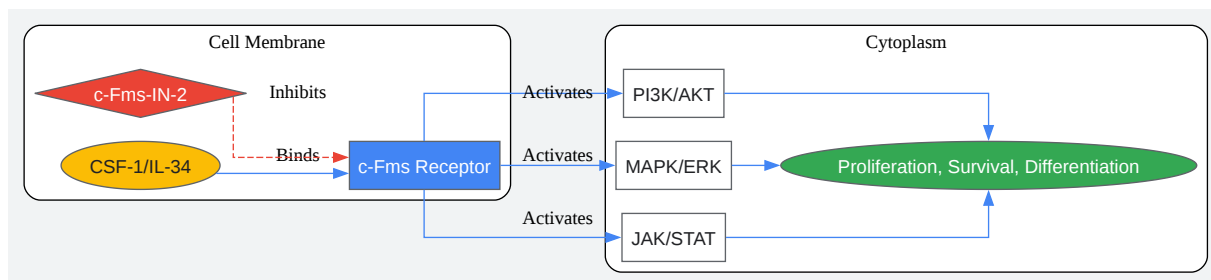 Cell Membrane
c-Fms-IN-2
Inhibits
CSF-1/IL-34
Binds
c-Fms Receptor
Cytoplasm
Activates
PI3K/AKT
Activates
MAPK/ERK
Activates
JAK/STAT
Proliferation, Survival, Differentiation